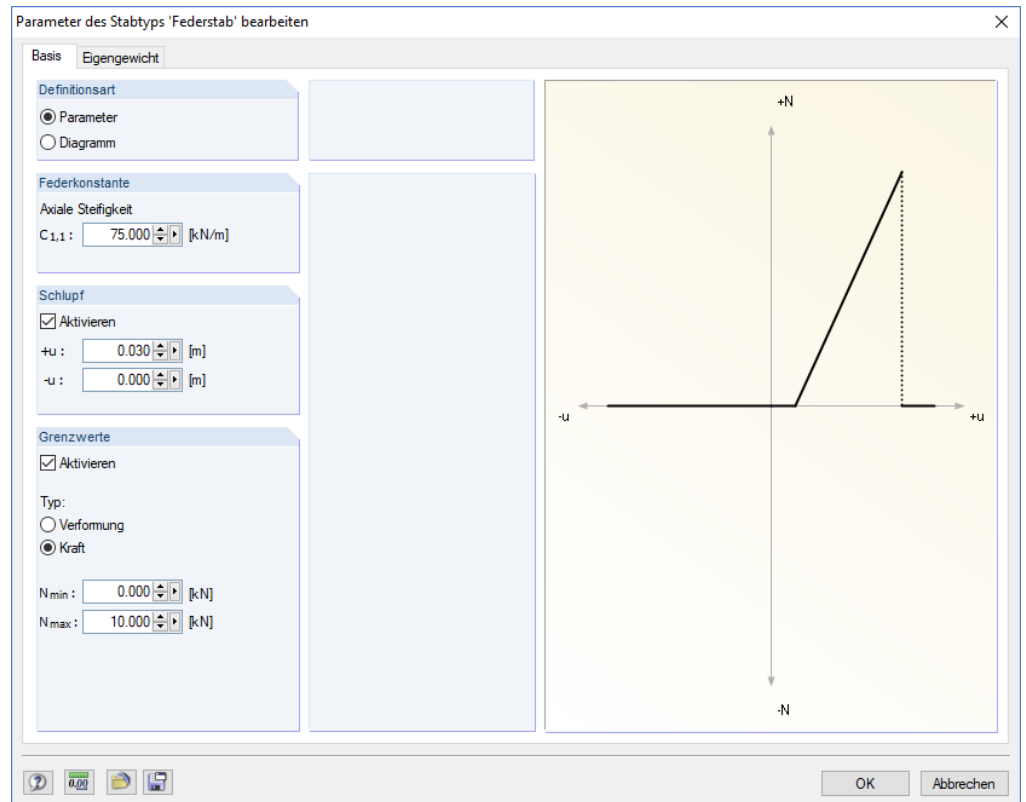 Parameter des Stabtyps 'Federstab' bearbeiten
Basis Eigengewicht
Definitionsart
Parameter
Diagramm
Federkonstante
Axiale Steifigkeit
C1,1 : 75.000 [kN/m]
Schlupf
Aktivieren
+u : 0.030 [m]
-u : 0.000 [m]
Grenzwerte
Aktivieren
Typ:
Verformung
Kraft
Nmin : 0.000 [kN]
Nmax : 10.000 [kN]
+N
-u
+u
-N
0.00
OK Abbrechen